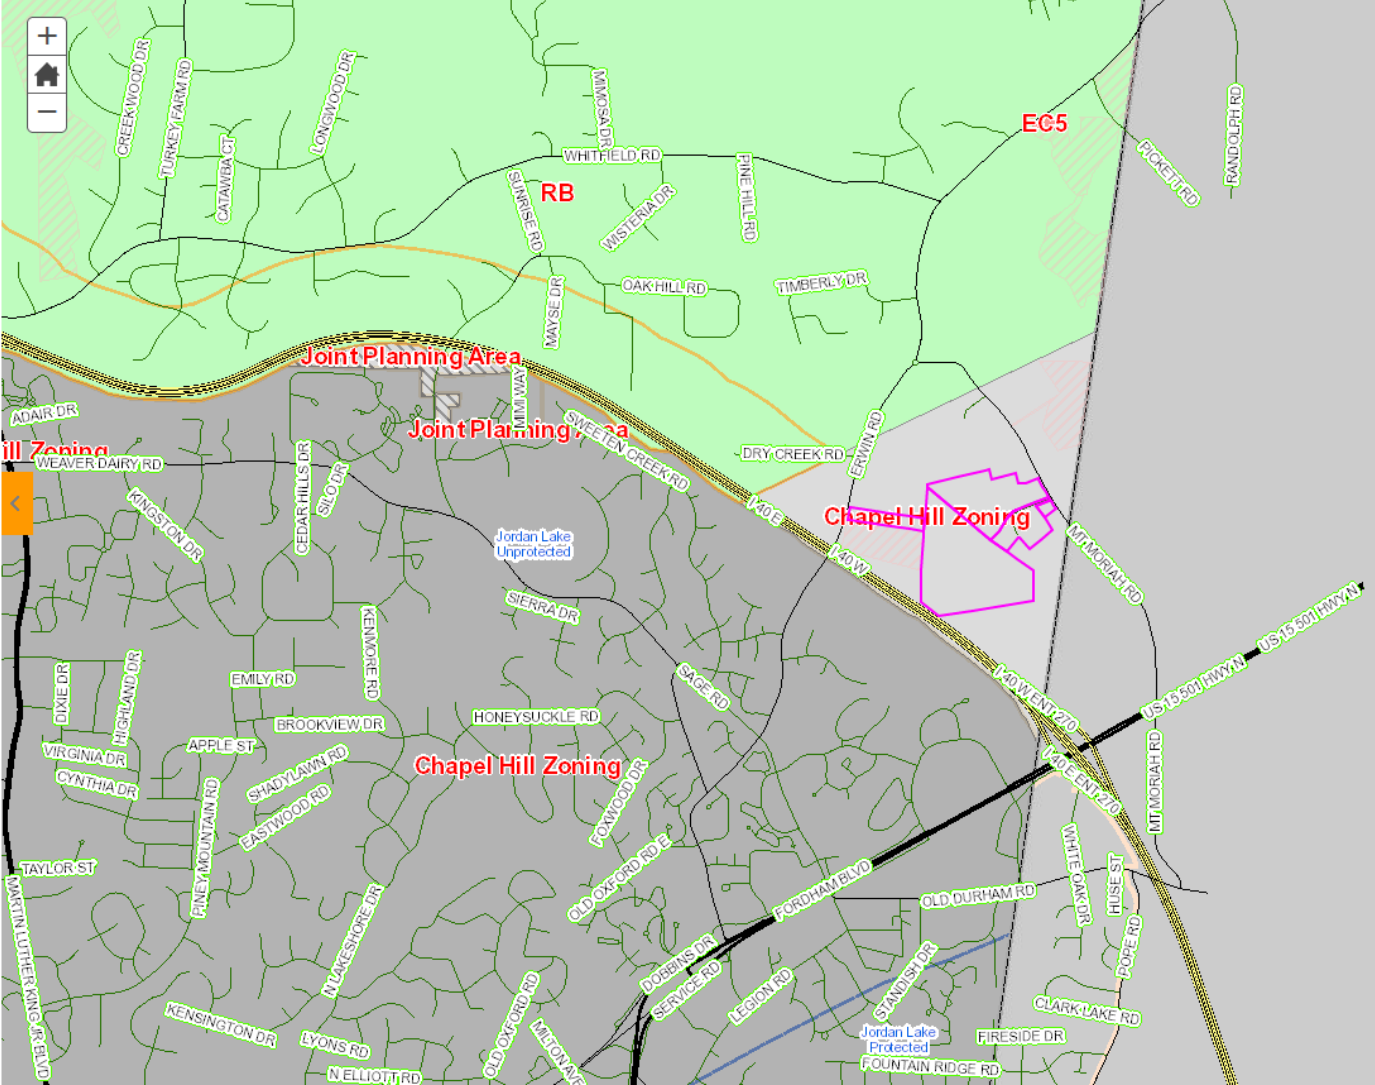 +
−
CREEKWOOD DR
TURKEY FARM RD
LONGWOOD DR
CATAWBA CT
MIMOSA DR
WHITFIELD RD
SUNRISE RD
RB
WISTERIA DR
PINE HILL RD
EC5
PICKETT RD
RANDOLPH RD
MAYSE DR
OAK HILL RD
TIMBERLY DR
Joint Planning Area
MIMI WAY
ADAIR DR
Joint Planning Area
SWEETEN CREEK RD
ERWIN RD
DRY CREEK RD
ill Zoning
WEAVER DAIRY RD
CEDAR HILLS DR
SILO DR
KINGSTON DR
I 40 E
Chapel Hill Zoning
I 40 W
MT MORIAH RD
Jordan Lake
Unprotected
SIERRA DR
KENMORE RD
US 15 501 HWY N
US 15 501 HWY N
DIXIE DR
HIGHLAND DR
EMILY RD
SAGE RD
I 40 W ENT 270
HONEYSUCKLE RD
BROOKVIEW DR
VIRGINIA DR
APPLE ST
CYNTHIA DR
SHADYLAWN RD
EASTWOOD RD
Chapel Hill Zoning
FOXWOOD DR
I 40 E ENT 270
MT MORIAH RD
PINEY MOUNTAIN RD
TAYLOR ST
OLD OXFORD RD E
FORDHAM BLVD
OLD DURHAM RD
WHITE OAK DR
HUSE ST
MARTIN LUTHER KING JR BLVD
N LAKESHORE DR
DOBBINS DR
SERVICE RD
LEGION RD
STANDISH DR
POPE RD
CLARK LAKE RD
KENSINGTON DR
LYONS RD
OLD OXFORD RD
MILTON AVE
Jordan Lake
Protected
FIRESIDE DR
N ELLIOTT RD
FOUNTAIN RIDGE RD